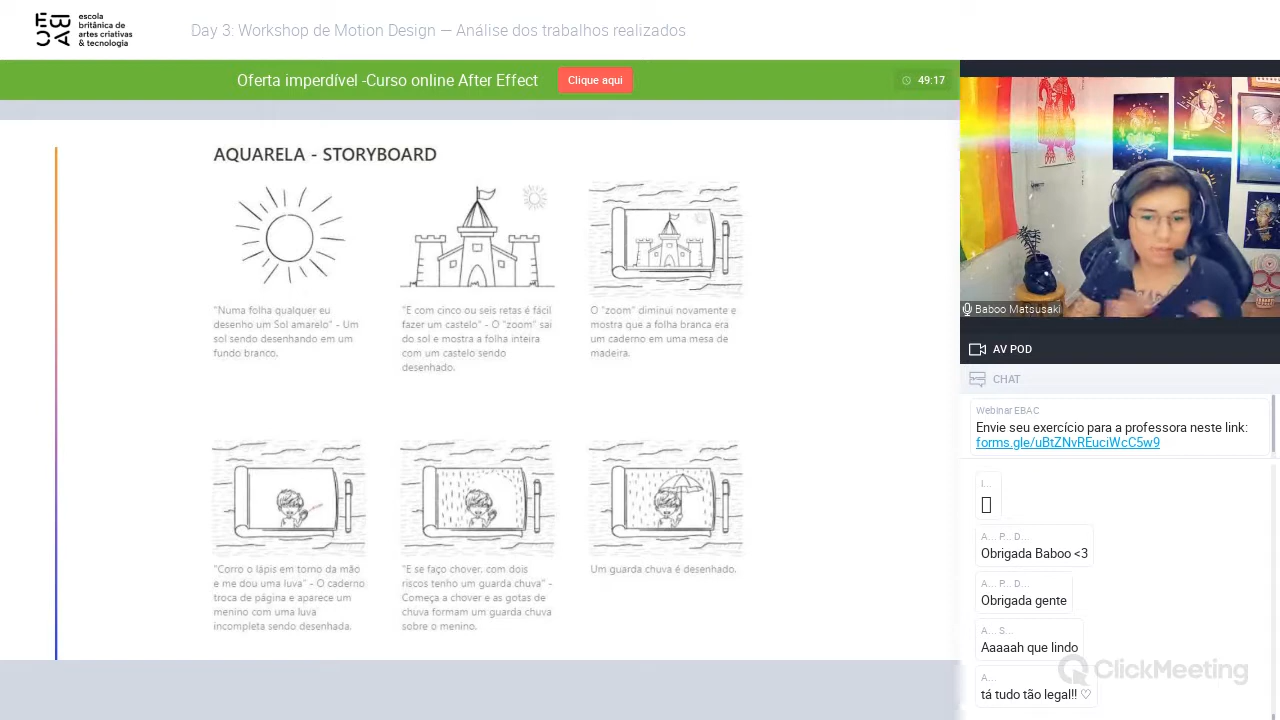 EBAC
escola
britânica de
artes criativas
& tecnologia
Day 3: Workshop de Motion Design — Análise dos trabalhos realizados
Oferta imperdível -Curso online After Effect
Clique aqui
49:17
AQUARELA - STORYBOARD
"Numa folha qualquer eu
desenho um Sol amarelo" - Um
sol sendo desenhando em um
fundo branco.
"E com cinco ou seis retas é fácil
fazer um castelo" - O "zoom" sai
do sol e mostra a folha inteira
com um castelo sendo
desenhado.
O "zoom" diminui novamente e
mostra que a folha branca era
um caderno em uma mesa de
madeira.
"Corro o lápis em torno da mão
e me dou uma luva" - O caderno
troca de página e aparece um
menino com uma luva
incompleta sendo desenhada.
"E se faço chover, com dois
riscos tenho um guarda chuva" -
Começa a chover e as gotas de
chuva formam um guarda chuva
sobre o menino.
Um guarda chuva é desenhado.
Baboo Matsusaki
AV POD
CHAT
Webinar EBAC
Envie seu exercício para a professora neste link:
forms.gle/uBtZNvREuciWcC5w9
i...
A... P... D...
Obrigada Baboo <3
A... P... D...
Obrigada gente
A... S...
Aaaaah que lindo
A...
tá tudo tão legal!! ♡
ClickMeeting